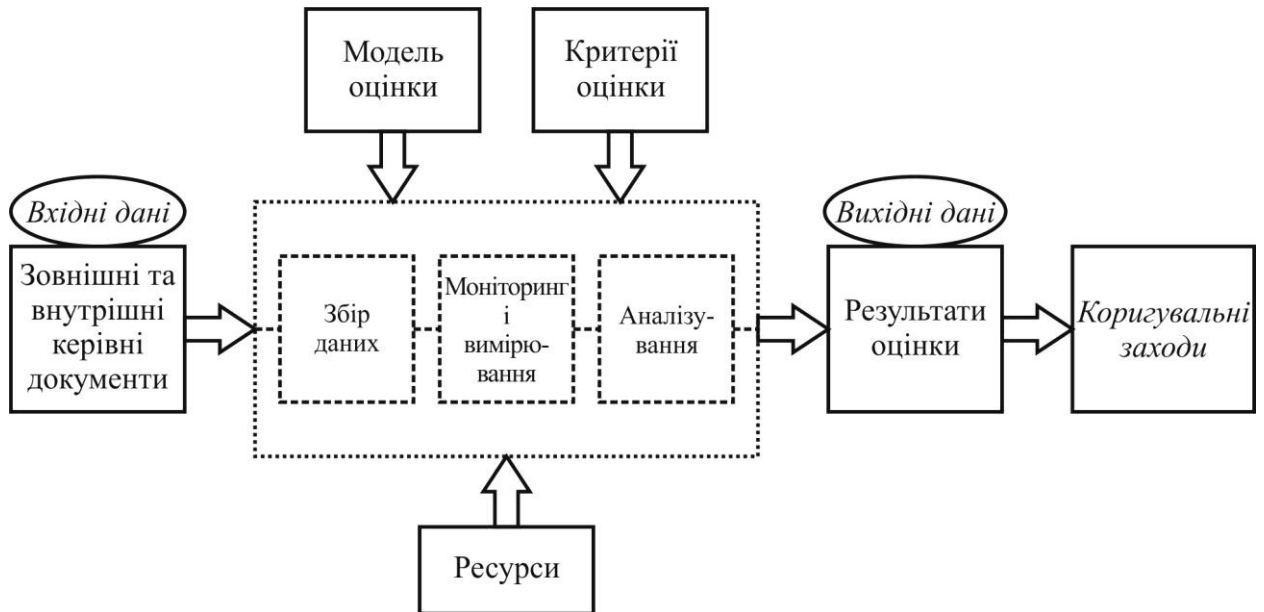 Модель
оцінки
Критерії
оцінки
Вхідні дані
Зовнішні та
внутрішні
керівні
документи
Збір
даних
Моніторинг
і
вимірю-
вання
Аналізу-
вання
Вихідні дані
Результати
оцінки
Коригувальні
заходи
Ресурси